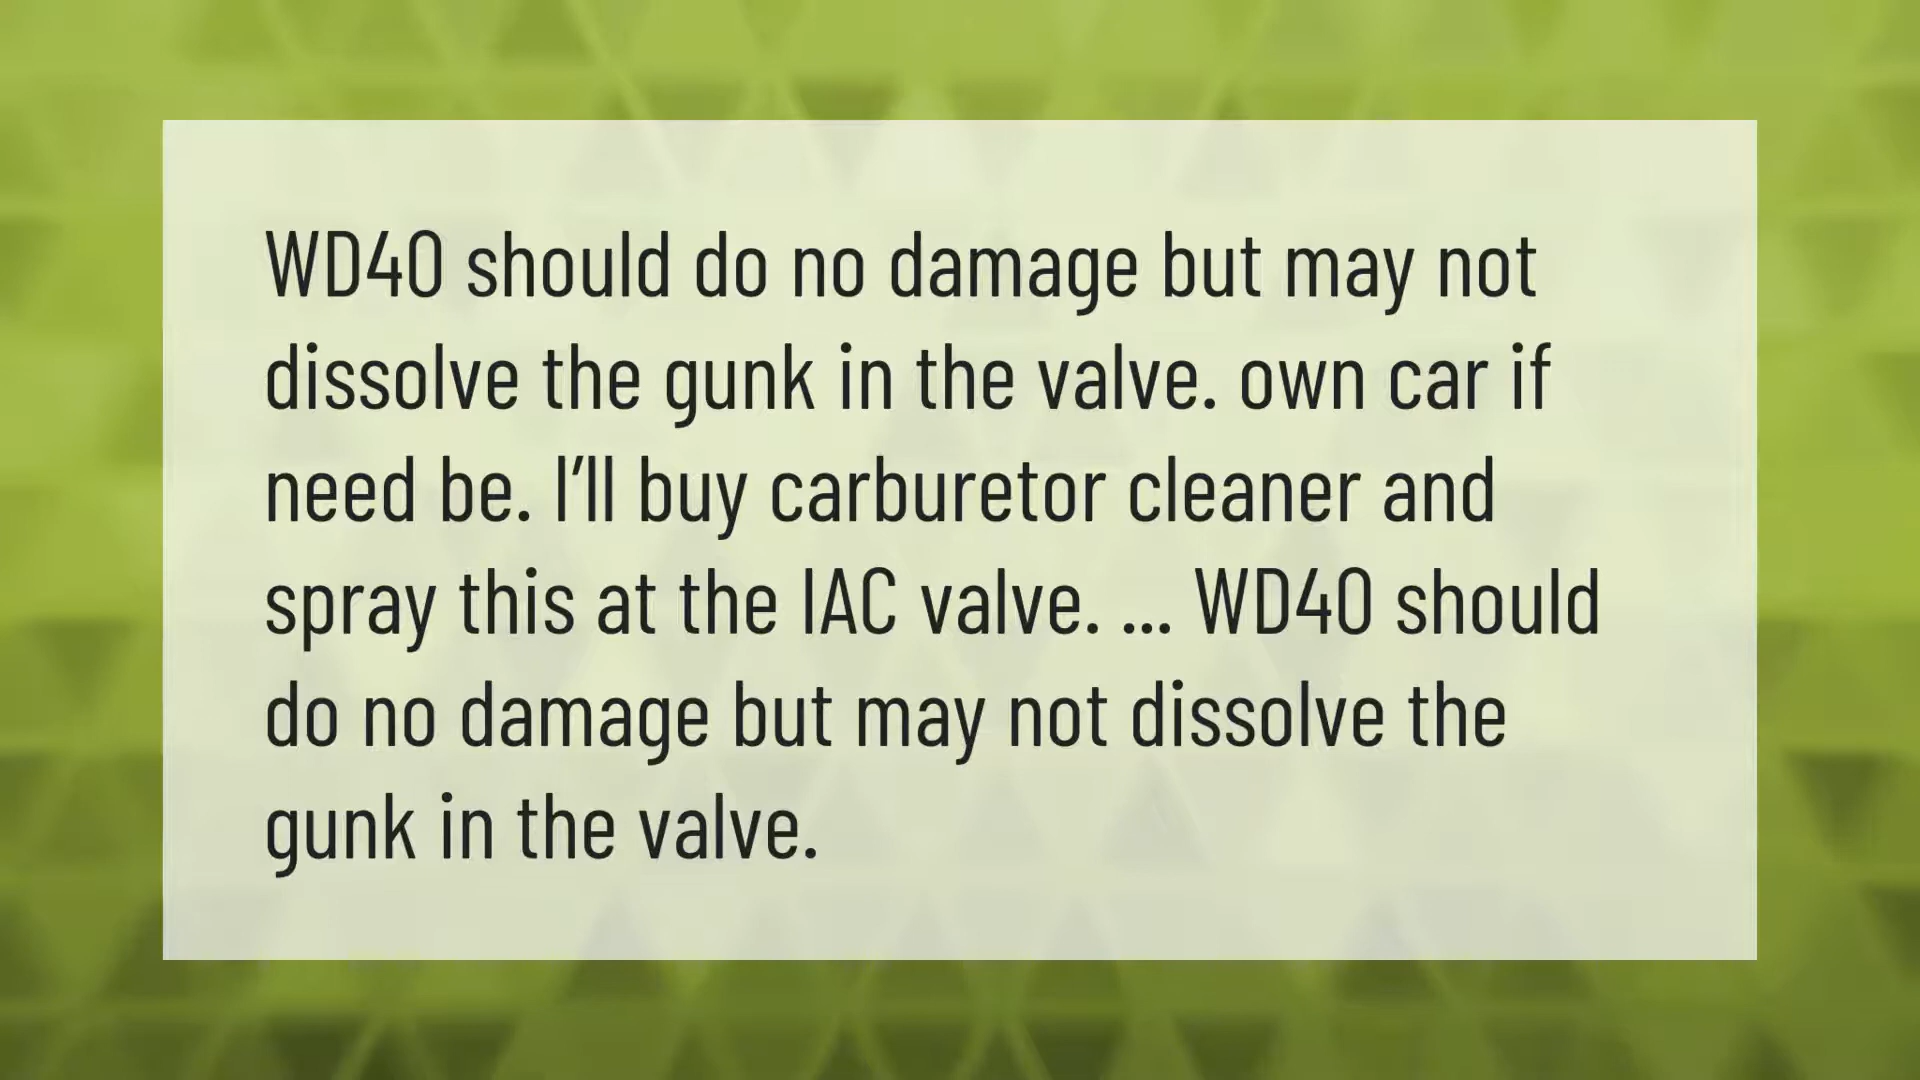 WD40 should do no damage but may not
dissolve the gunk in the valve. own car if
need be. I'll buy carburetor cleaner and
spray this at the IAC valve. ... WD40 should
do no damage but may not dissolve the
gunk in the valve.